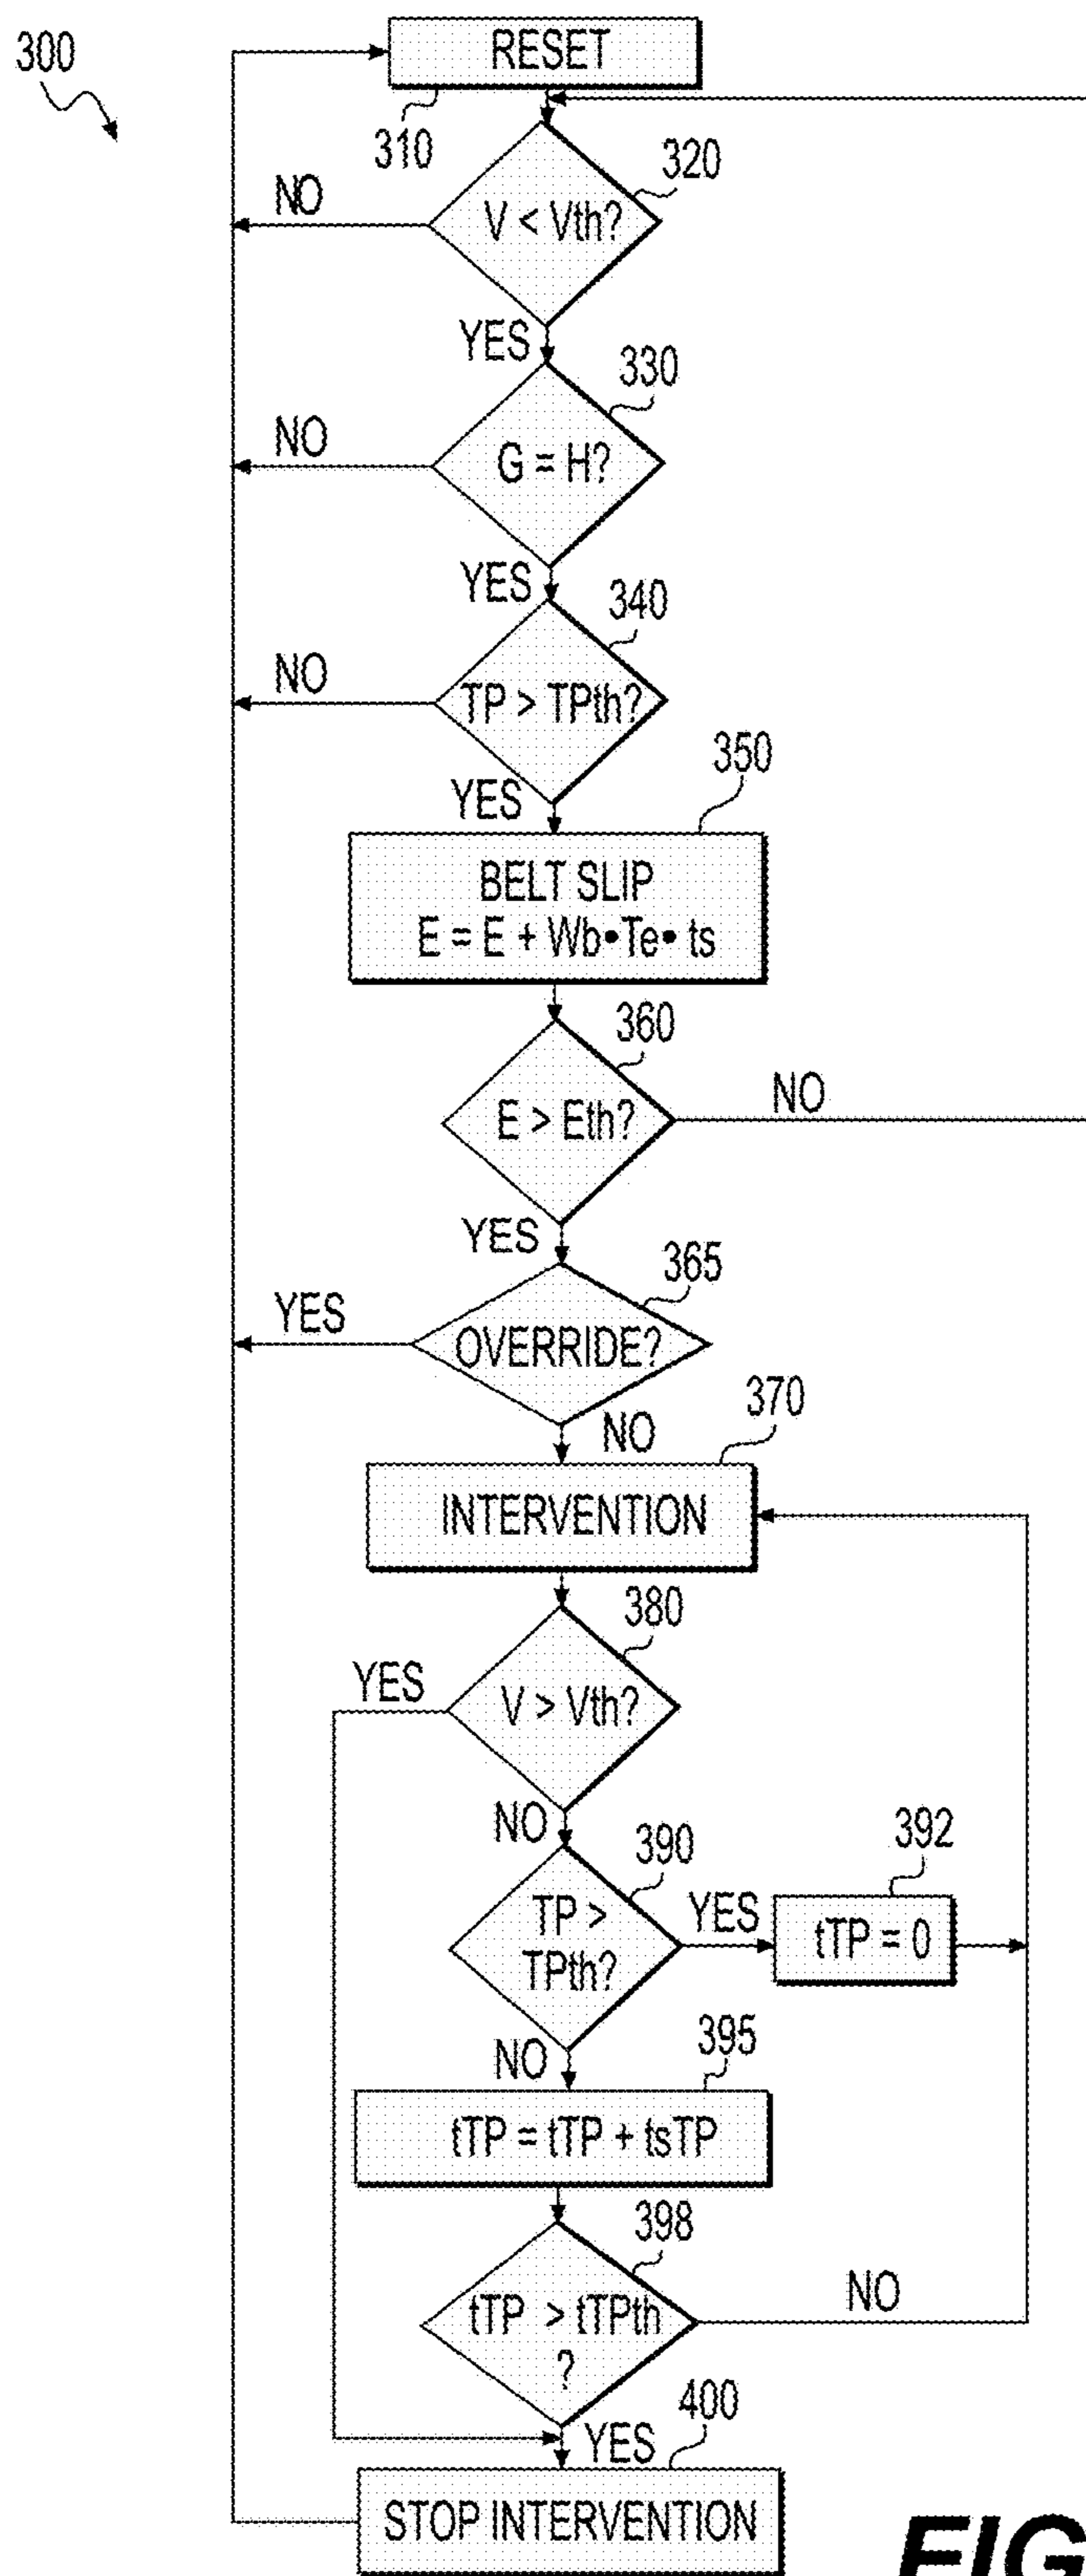 300
RESET
310
320
NO
V < Vth?
YES
330
NO
G = H?
YES
340
NO
TP > TPth?
350
YES
BELT SLIP
E = E + Wb•Te• ts
360
E > Eth?
NO
YES
365
YES
OVERRIDE?
370
NO
INTERVENTION
380
YES
V > Vth?
NO
390
392
TP >
TPth?
YES
tTP = 0
NO
395
tTP = tTP + tsTP
398
tTP > tTPth
?
NO
400
YES
STOP INTERVENTION
FIG